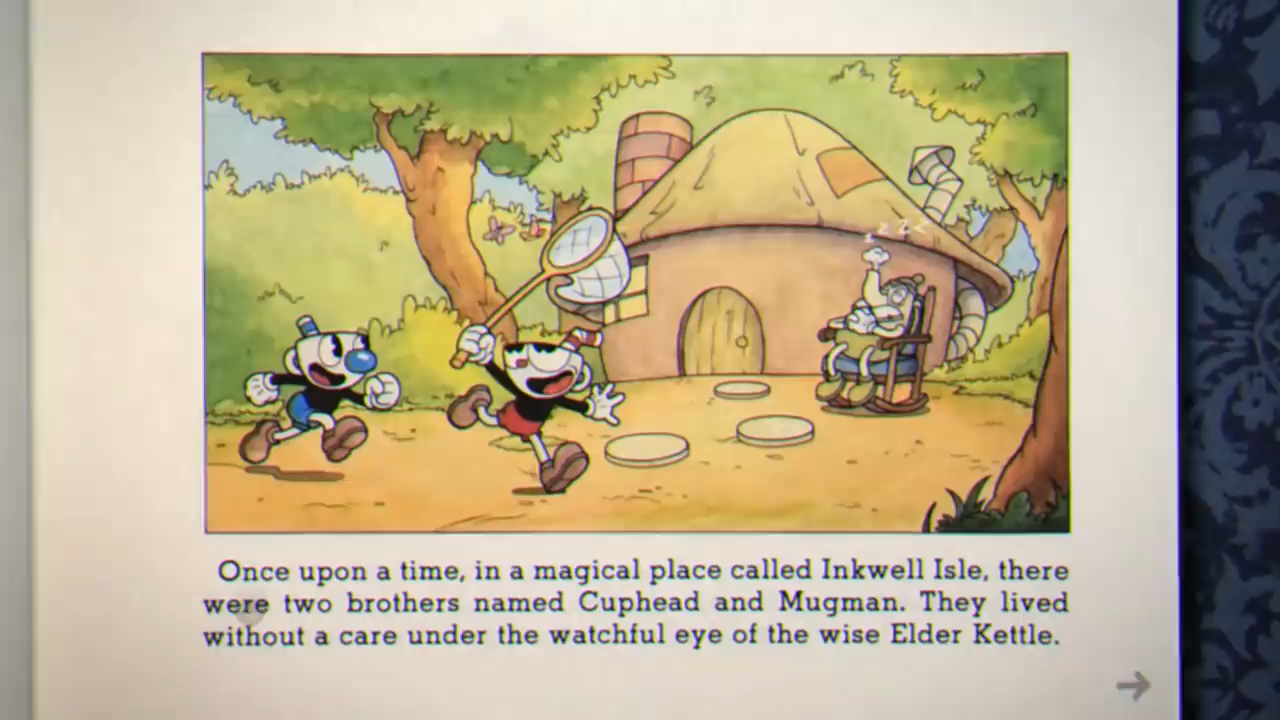 z z Z z
Once upon a time, in a magical place called Inkwell Isle, there
were two brothers named Cuphead and Mugman. They lived
without a care under the watchful eye of the wise Elder Kettle.